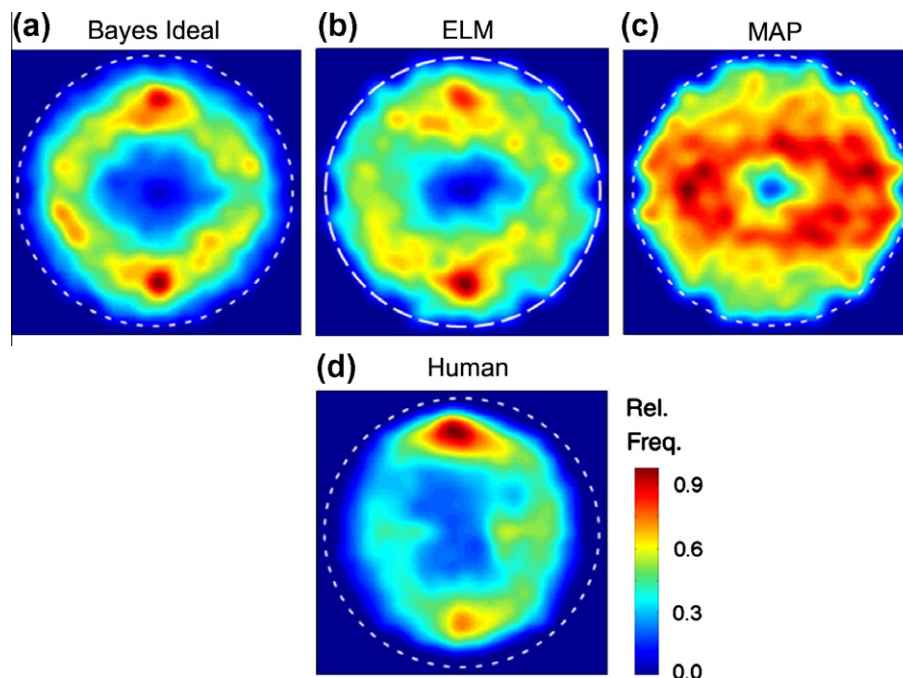 (a) Bayes Ideal
(b) ELM
(c) MAP
(d) Human
Rel.
Freq.
0.9
0.6
0.3
0.0